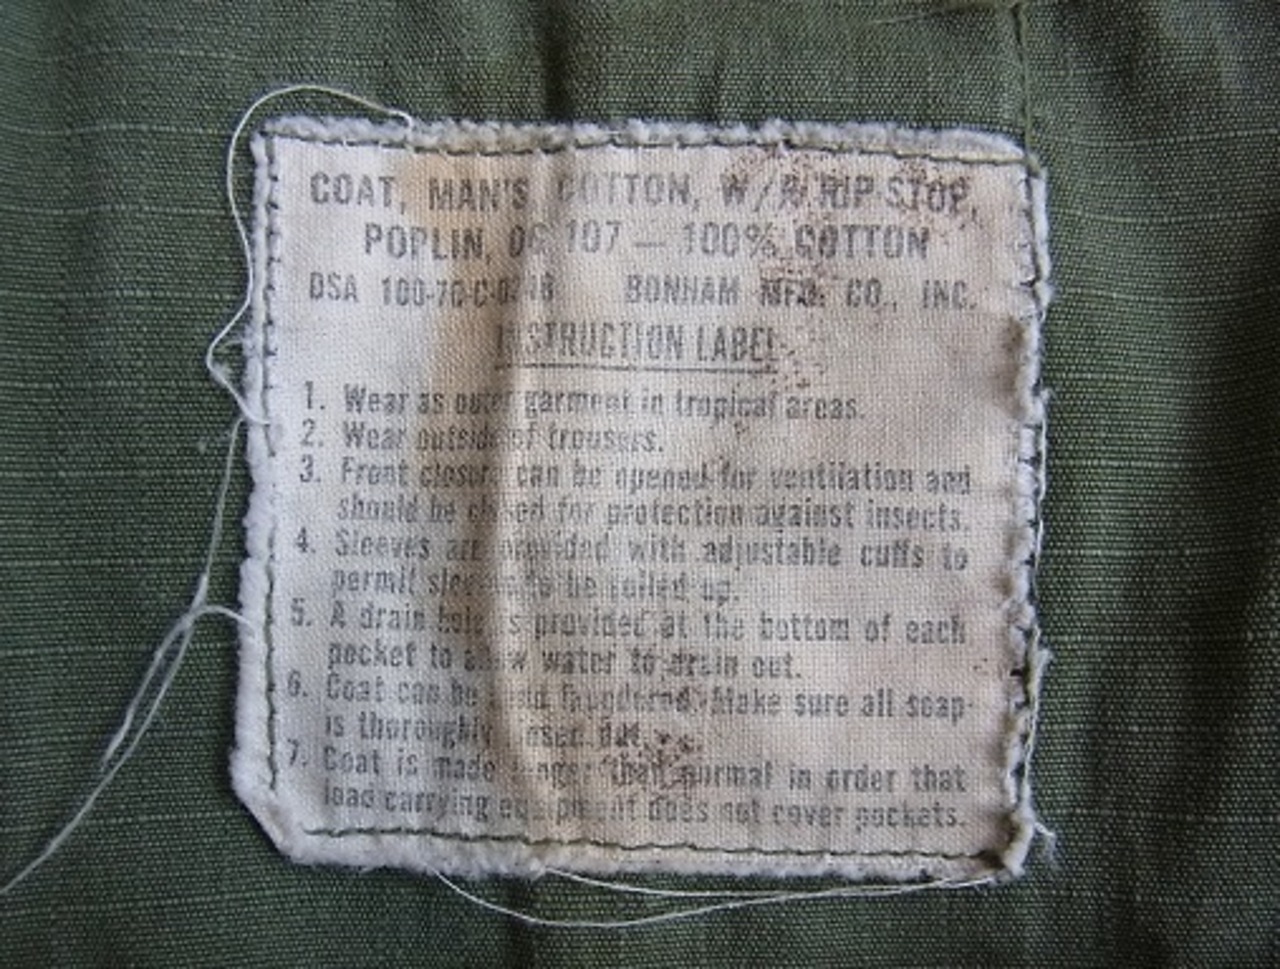 COAT, MAN'S COTTON, W/R RIP-STOP,
POPLIN, OG 107 — 100% COTTON
DSA 100-70-C- BONHAM MFG. CO., INC.
INSTRUCTION LABEL
1. Wear as outer garment in tropical areas.
2. Wear outside of trousers.
3. Front closure can be opened for ventilation and
should be closed for protection against insects.
4. Sleeves are provided with adjustable cuffs to
permit sleeves to be rolled up.
5. A drain hole is provided at the bottom of each
pocket to allow water to drain out.
6. Coat can be hand laundered. Make sure all soap
is thoroughly rinsed out.
7. Coat is made longer than normal in order that
load carrying equipment does not cover pockets.